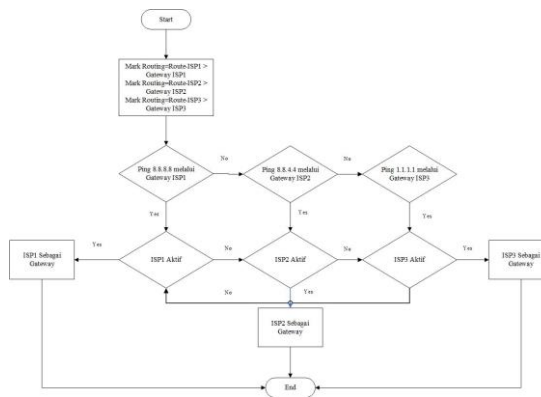 Start
Mark Routing=Route-ISP1 >
Gateway ISP1
Mark Routing=Route-ISP2 >
Gateway ISP2
Mark Routing=Route-ISP3 >
Gateway ISP3
Ping 8.8.8.8 melalui
Gateway ISP1
No
Ping 8.8.4.4 melalui
Gateway ISP2
No
Ping 1.1.1.1 melalui
Gateway ISP3
Yes
Yes
Yes
ISP1 Sebagai
Gateway
Yes
ISP1 Aktif
No
ISP2 Aktif
No
ISP3 Aktif
Yes
ISP3 Sebagai
Gateway
No
Yes
ISP2 Sebagai
Gateway
End